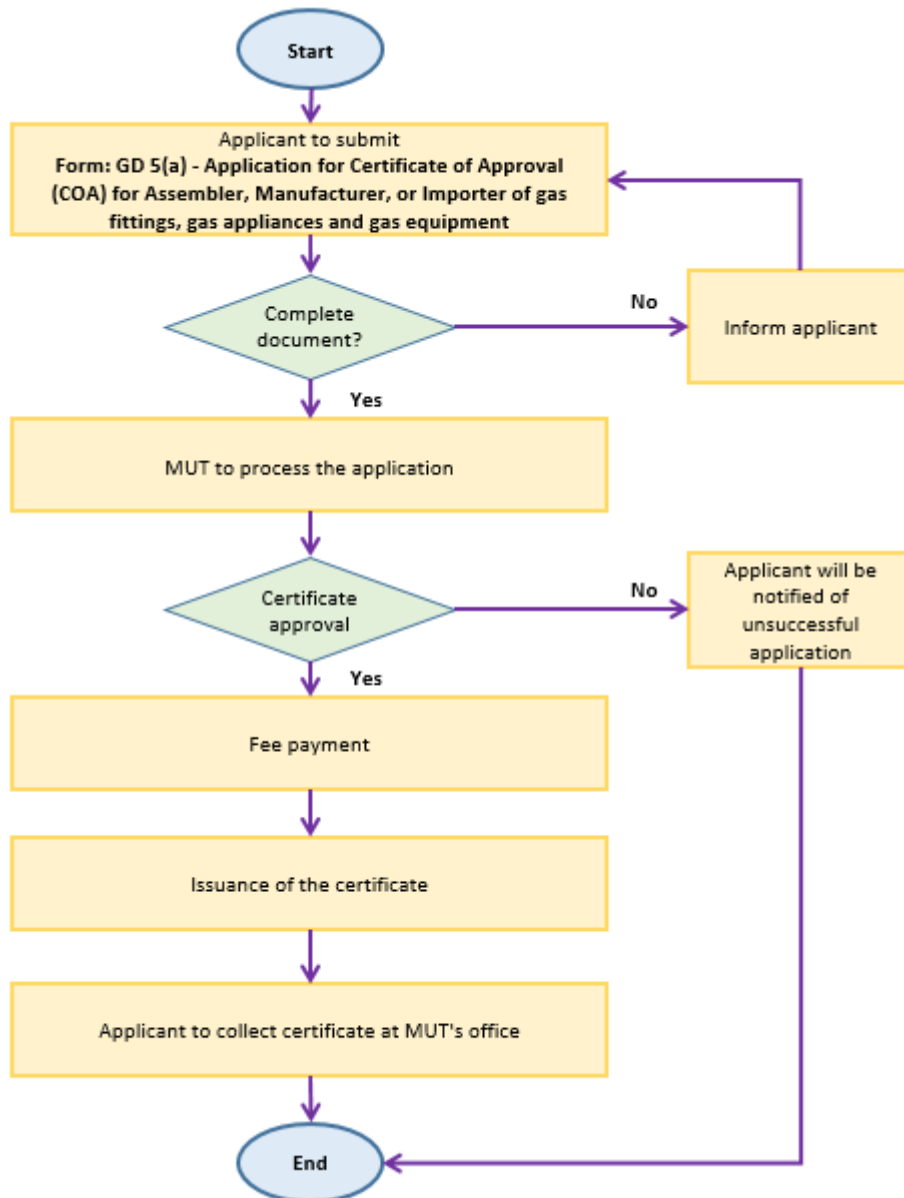 Start
Applicant to submit
Form: GD 5(a) - Application for Certificate of Approval
(COA) for Assembler, Manufacturer, or Importer of gas
fittings, gas appliances and gas equipment
Complete
document?
No
Inform applicant
Yes
MUT to process the application
Certificate
approval
No
Applicant will be
notified of
unsuccessful
application
Yes
Fee payment
Issuance of the certificate
Applicant to collect certificate at MUT's office
End